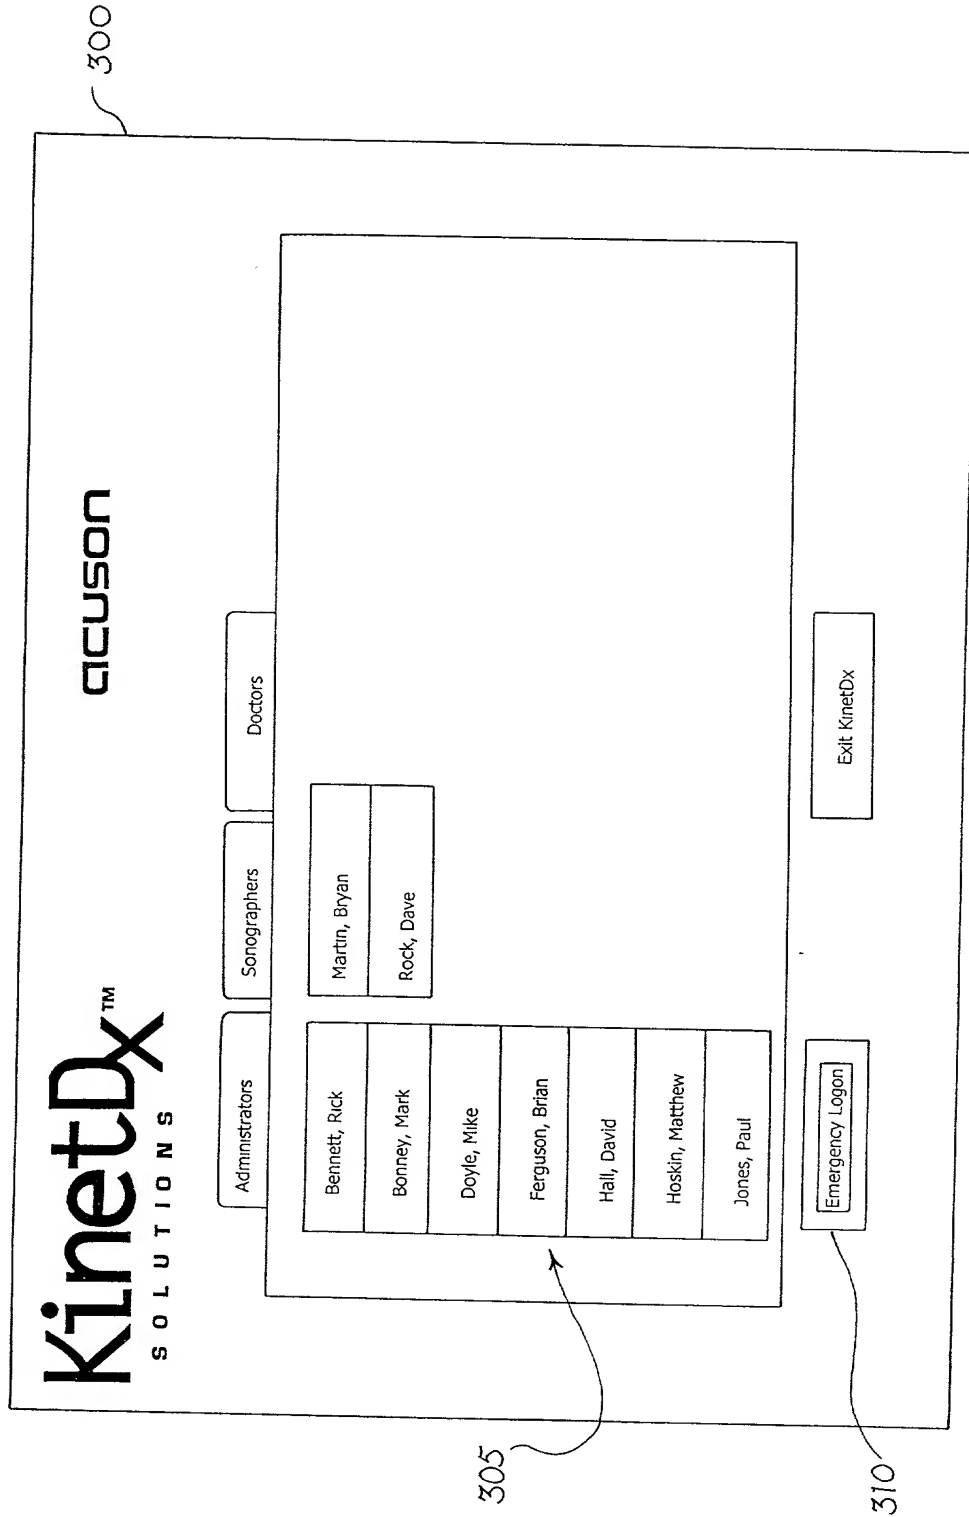 300
KinetDx™
SOLUTIONS
acuson
Administrators
Sonographers
Doctors
Bennett, Rick
Bonney, Mark
Doyle, Mike
Ferguson, Brian
Hall, David
Hoskin, Matthew
Jones, Paul
Martin, Bryan
Rock, Dave
305
Emergency Logon
Exit KinetDx
310